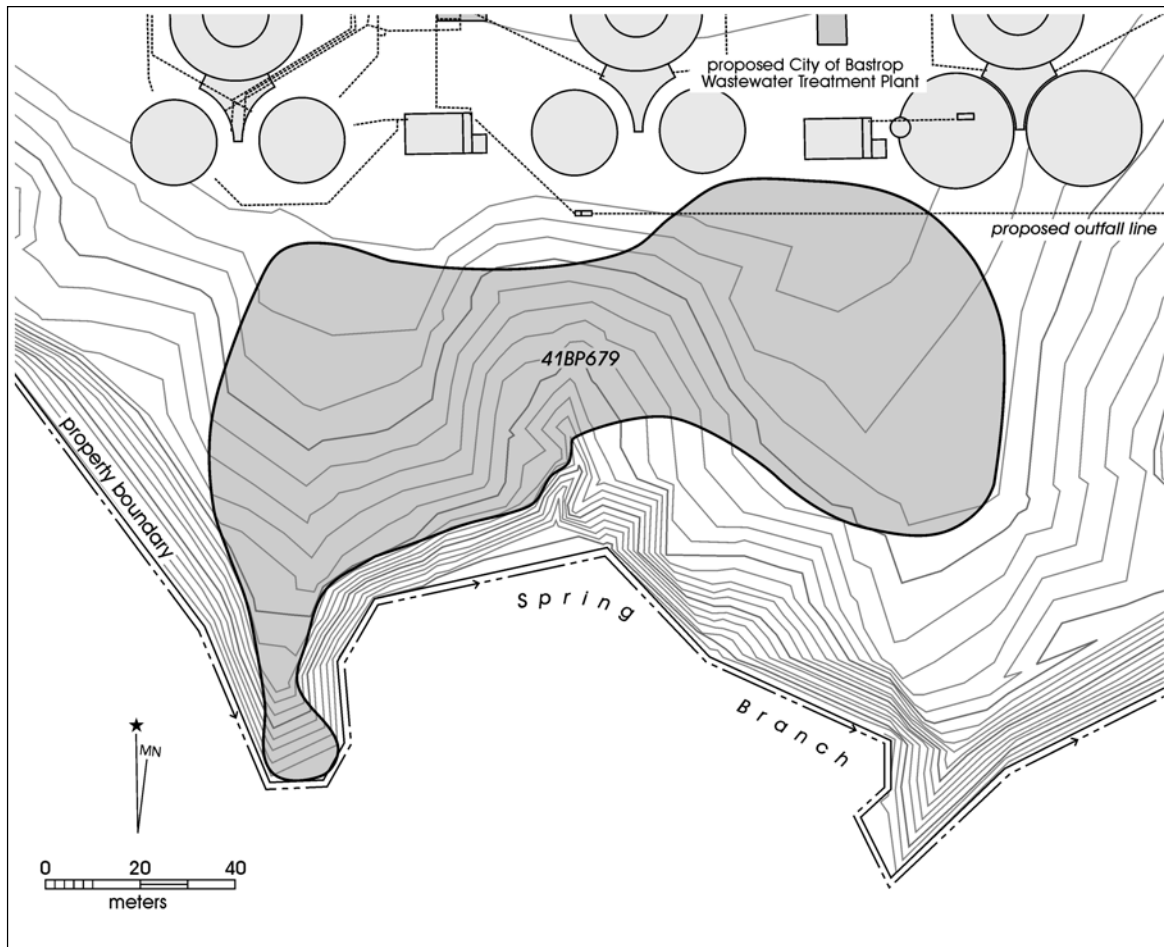 proposed City of Bastrop
Wastewater Treatment Plant
proposed outfall line
41BP679
property boundary
Spring
Branch
MN
0 20 40
meters